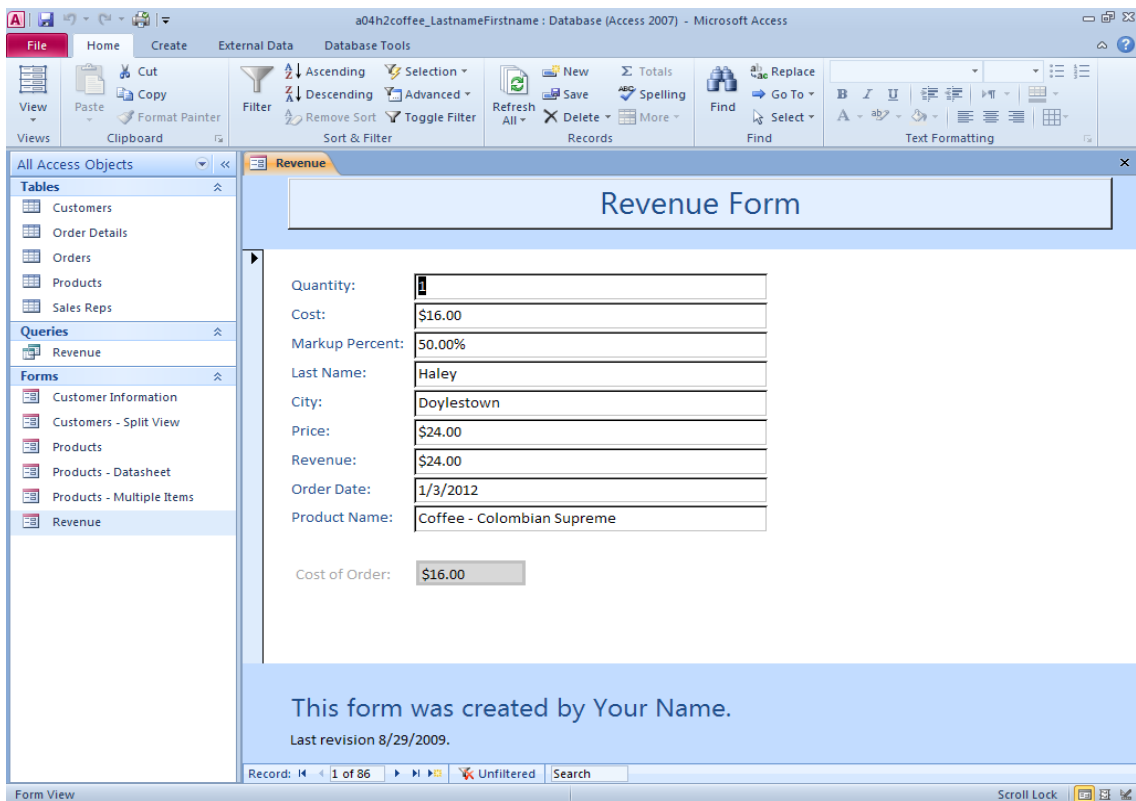 a04h2coffee_LastnameFirstname : Database (Access 2007) - Microsoft Access
File Home Create External Data Database Tools
View
Views
Paste
Cut
Copy
Format Painter
Clipboard
Filter
Ascending
Descending
Remove Sort
Selection
Advanced
Toggle Filter
Sort & Filter
Refresh All
New
Save
Delete
Totals
Spelling
More
Records
Find
Replace
Go To
Select
Find
B I U
A
Text Formatting
All Access Objects
Tables
Customers
Order Details
Orders
Products
Sales Reps
Queries
Revenue
Forms
Customer Information
Customers - Split View
Products
Products - Datasheet
Products - Multiple Items
Revenue
Revenue
Revenue Form
Quantity: 1
Cost: $16.00
Markup Percent: 50.00%
Last Name: Haley
City: Doylestown
Price: $24.00
Revenue: $24.00
Order Date: 1/3/2012
Product Name: Coffee - Colombian Supreme
Cost of Order: $16.00
This form was created by Your Name.
Last revision 8/29/2009.
Record: 1 of 86 Unfiltered Search
Form View Scroll Lock